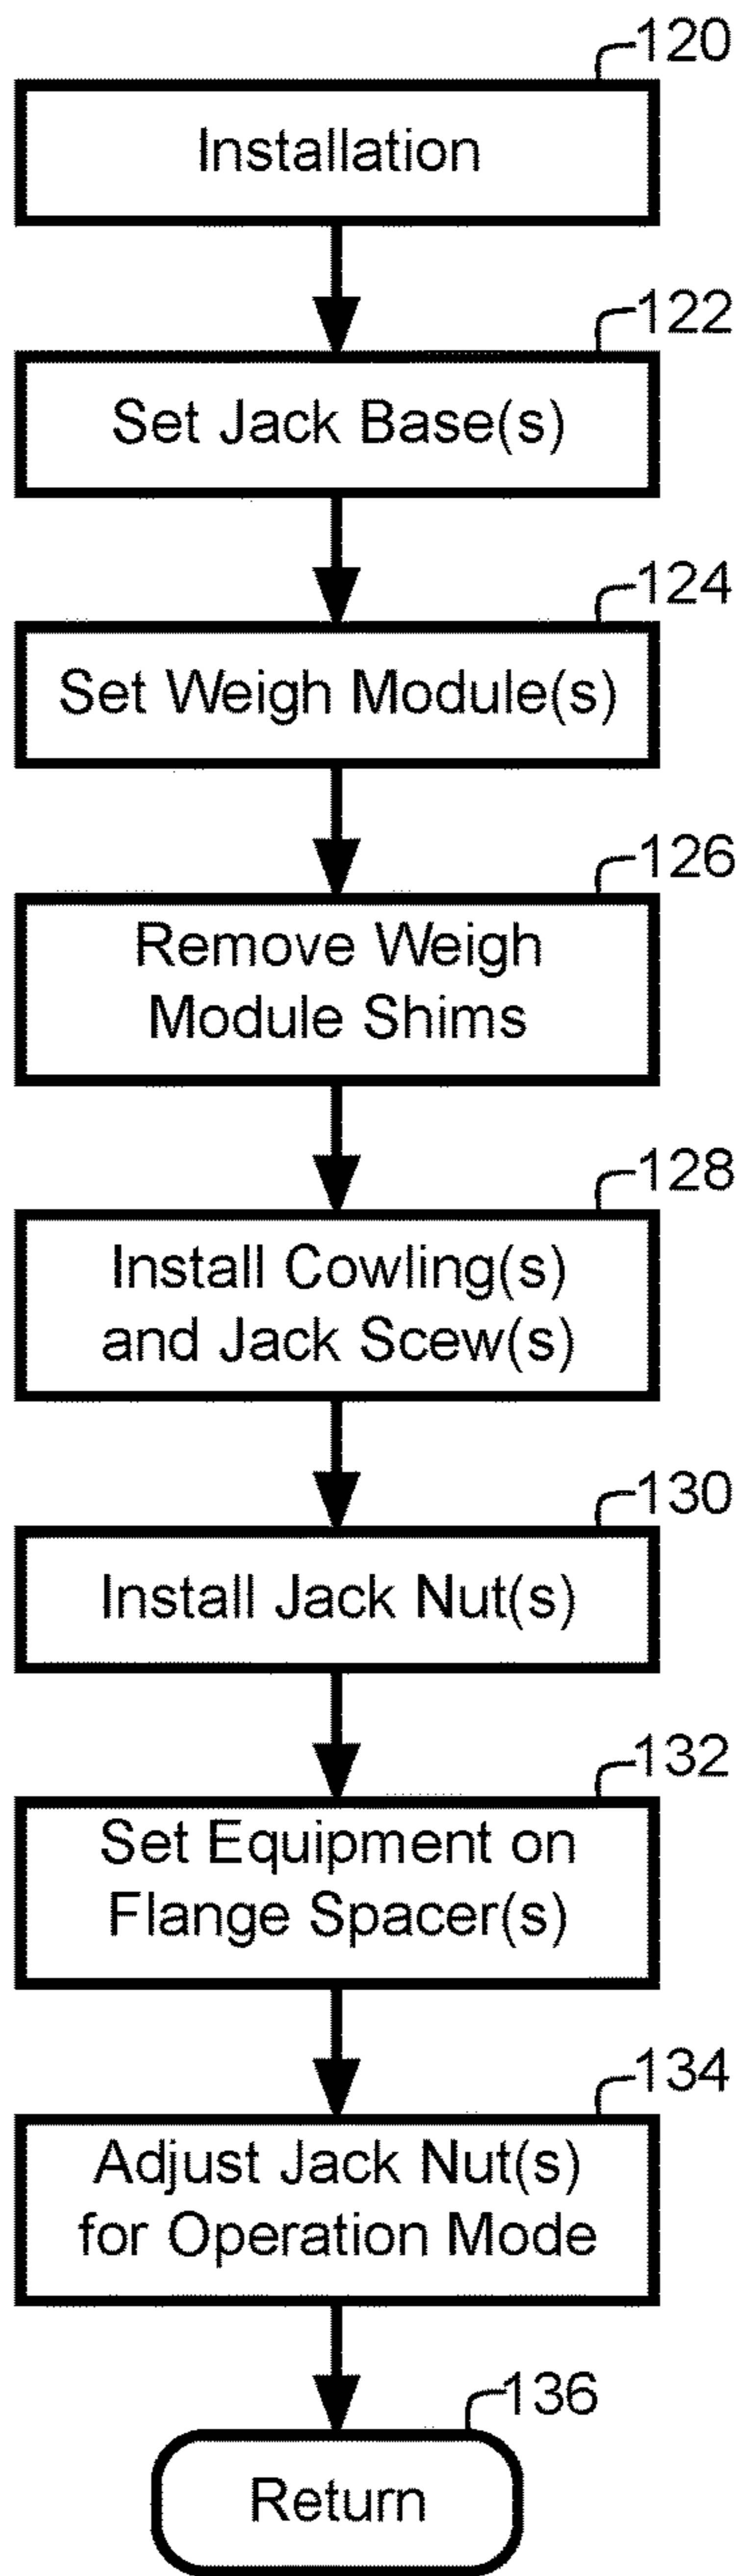 120
Installation
122
Set Jack Base(s)
124
Set Weigh Module(s)
126
Remove Weigh
Module Shims
128
Install Cowling(s)
and Jack Scew(s)
130
Install Jack Nut(s)
132
Set Equipment on
Flange Spacer(s)
134
Adjust Jack Nut(s)
for Operation Mode
136
Return